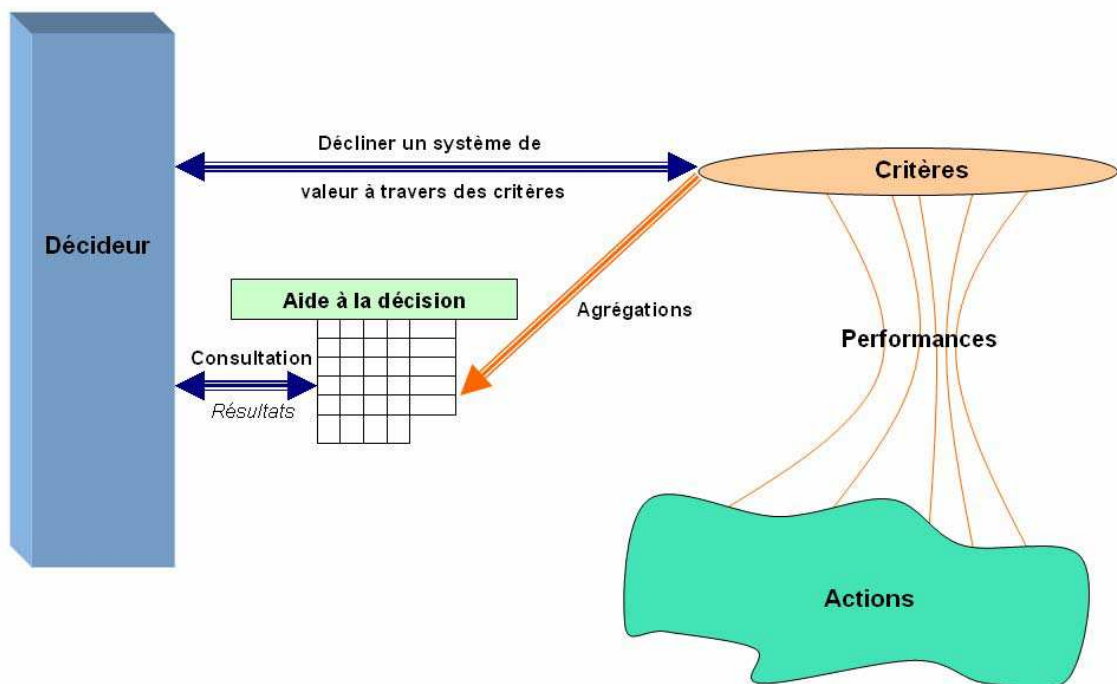 Décliner un système de
valeur à travers des critères
Critères
Décideur
Aide à la décision
Agrégations
Consultation
Résultats
Performances
Actions